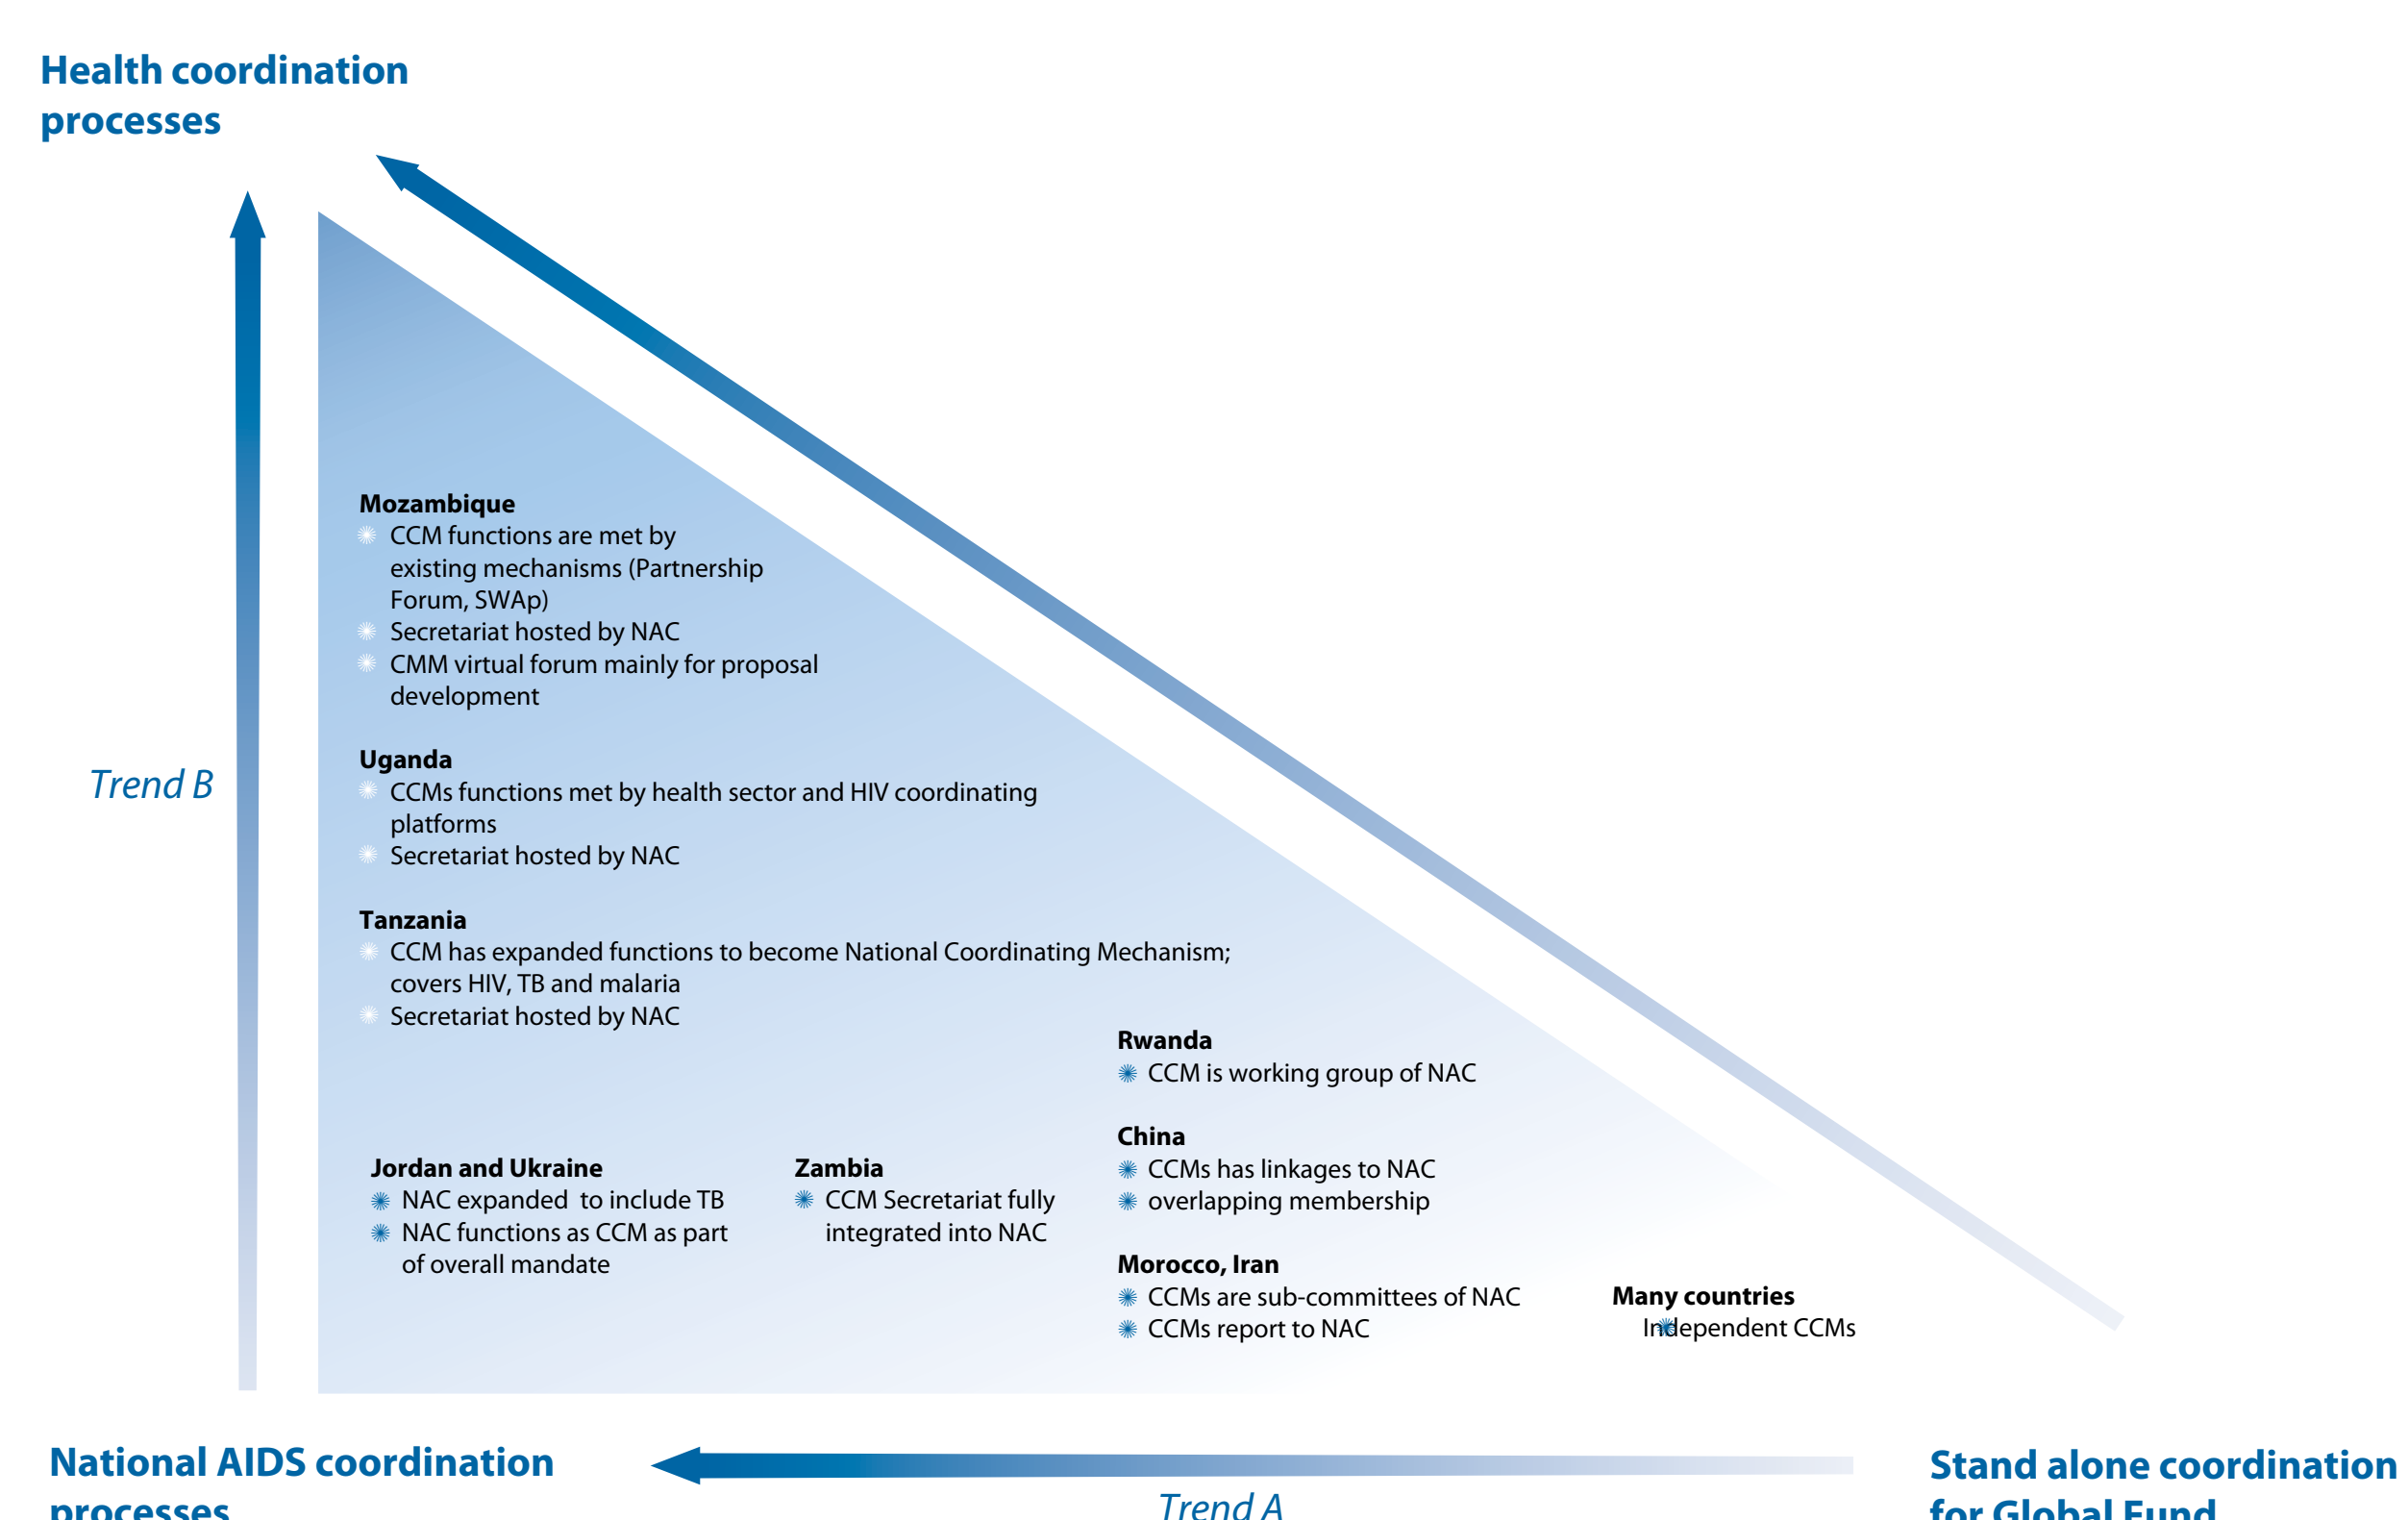 Health coordination
processes
Trend B
Mozambique
CCM functions are met by
existing mechanisms (Partnership
Forum, SWAp)
Secretariat hosted by NAC
CMM virtual forum mainly for proposal
development
Uganda
CCMs functions met by health sector and HIV coordinating
platforms
Secretariat hosted by NAC
Tanzania
CCM has expanded functions to become National Coordinating Mechanism;
covers HIV, TB and malaria
Secretariat hosted by NAC
Jordan and Ukraine
NAC expanded to include TB
NAC functions as CCM as part
of overall mandate
Zambia
CCM Secretariat fully
integrated into NAC
Rwanda
CCM is working group of NAC
China
CCMs has linkages to NAC
overlapping membership
Morocco, Iran
CCMs are sub-committees of NAC
CCMs report to NAC
Many countries
Independent CCMs
National AIDS coordination
processes
Trend A
Stand alone coordination
for Global Fund